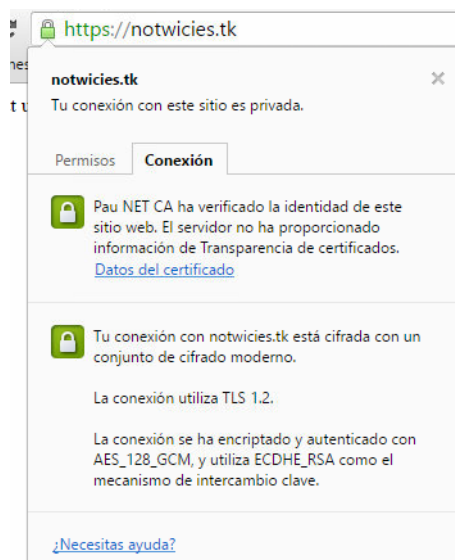 https://notwicies.tk
notwicies.tk
Tu conexión con este sitio es privada.
Permisos Conexión
Pau NET CA ha verificado la identidad de este
sitio web. El servidor no ha proporcionado
información de Transparencia de certificados.
Datos del certificado
Tu conexión con notwicies.tk está cifrada con un
conjunto de cifrado moderno.
La conexión utiliza TLS 1.2.
La conexión se ha encriptado y autenticado con
AES_128_GCM, y utiliza ECDHE_RSA como el
mecanismo de intercambio clave.
¿Necesitas ayuda?